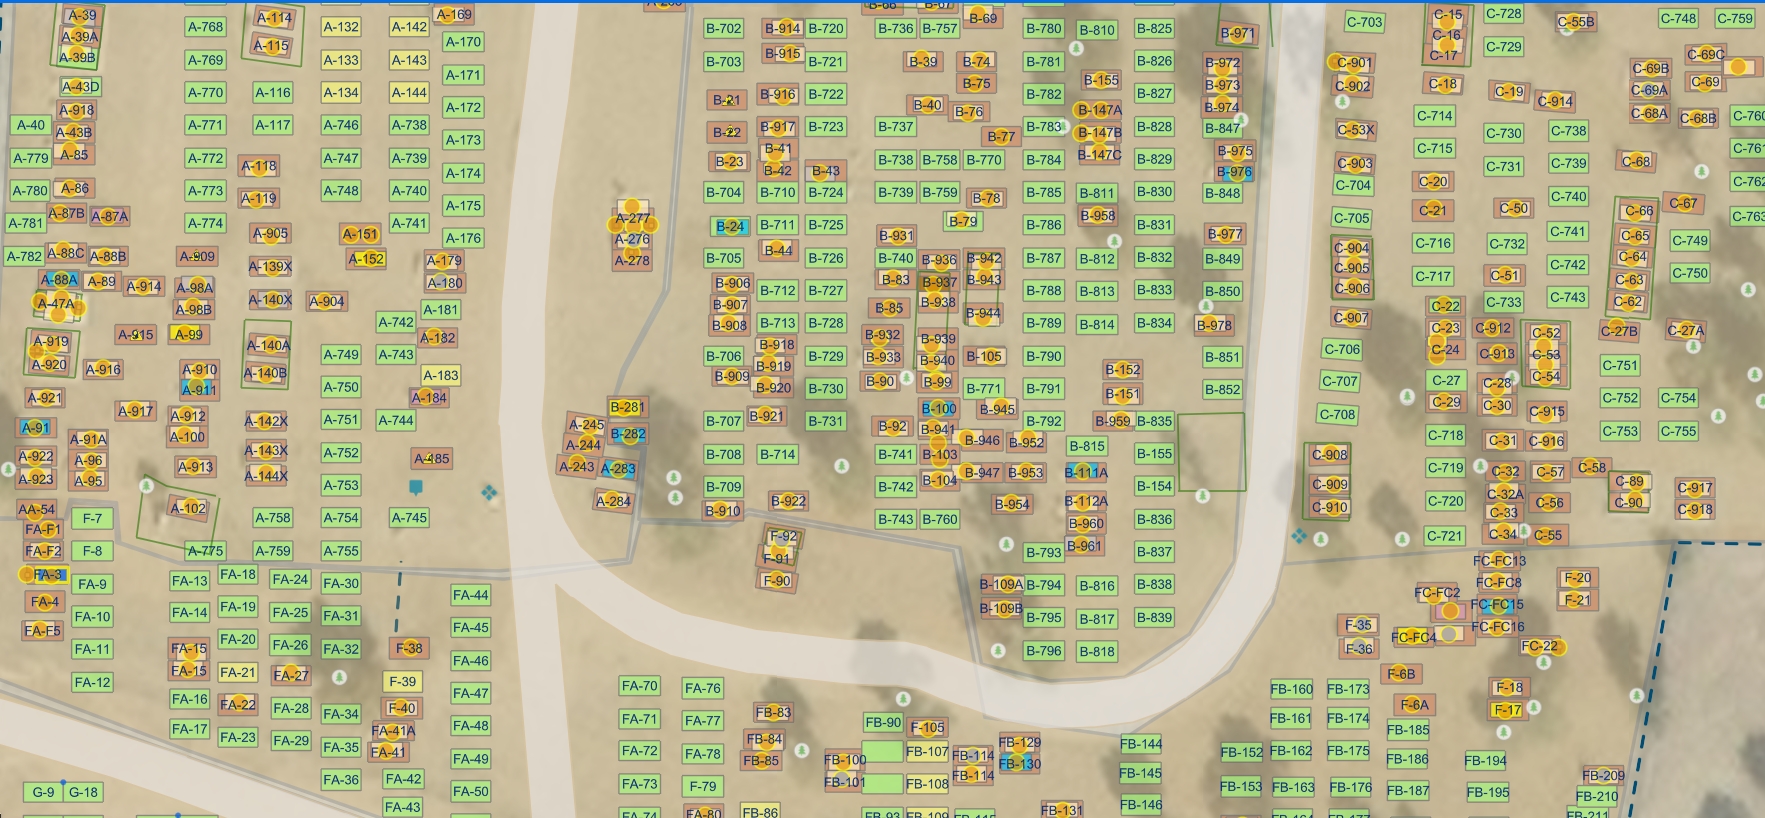 A-39 A-114 A-169 B-69
A-768 A-132 A-142 B-702 B-914 B-720 B-736 B-757 B-780 B-810 B-825 B-971 C-703 C-15 C-728 C-55B C-748 C-759
A-39A A-115 A-170 C-16 C-729
A-39B A-769 A-133 A-143 B-703 B-915 B-721 B-39 B-74 B-781 B-826 B-972 C-901 C-17 C-69C
A-43D A-171 B-75 B-155 B-973 C-902 C-18 C-69B C-69
A-770 A-116 A-134 A-144 B-21 B-916 B-722 B-782 B-827 C-19 C-914 C-69A
A-918 A-172 B-40 B-76 B-147A B-974 C-714 C-68A C-68B
A-40 A-43B A-771 A-117 A-746 A-738 B-22 B-917 B-723 B-737 B-77 B-783 B-147B B-828 B-847 C-53X C-730 C-738
A-85 A-173 B-41 B-147C B-975 C-715
A-779 A-772 A-118 A-747 A-739 B-23 B-42 B-43 B-738 B-758 B-770 B-784 B-829 B-976 C-903 C-731 C-739 C-68
A-174 C-704 C-20
A-780 A-86 A-773 A-119 A-748 A-740 B-704 B-710 B-724 B-739 B-759 B-78 B-785 B-811 B-830 B-848 C-740
A-87B A-87A A-175 B-79 B-958 C-705 C-21 C-50 C-66 C-67
A-781 A-774 A-905 A-151 A-741 B-24 B-711 B-725 B-931 B-786 B-831 B-977 C-716 C-741 C-65
A-176 C-904 C-732 C-749
A-782 A-88C A-88B A-909 A-139X A-152 A-179 A-277 A-276 A-278 B-705 B-44 B-726 B-740 B-936 B-942 B-787 B-812 B-832 B-849 C-905 C-742 C-64
A-88A A-89 A-914 A-98A A-180 B-906 B-83 B-937 B-943 C-906 C-717 C-51 C-63 C-750
A-47A A-98B A-140X A-904 A-181 B-907 B-712 B-727 B-85 B-938 B-944 B-788 B-813 B-833 B-850 C-907 C-22 C-733 C-743 C-62
A-919 A-915 A-99 A-140A A-742 A-182 B-908 B-713 B-728 B-932 B-939 B-789 B-814 B-834 B-978 C-23 C-912 C-52 C-27B C-27A
A-920 A-916 A-910 A-140B A-749 A-743 A-183 B-706 B-918 B-729 B-933 B-940 B-105 B-790 B-152 B-851 C-706 C-24 C-913 C-53 C-751
A-921 A-911 A-750 A-184 B-909 B-919 B-920 B-730 B-90 B-99 B-771 B-791 B-151 B-852 C-707 C-27 C-28 C-54
A-917 A-912 A-142X A-751 A-744 B-281 B-707 B-921 B-731 B-92 B-100 B-945 B-792 B-959 B-835 C-708 C-29 C-30 C-915 C-752 C-754
A-91 A-91A A-100 A-143X A-245 B-282 B-941 B-946 B-952 B-815 C-718 C-31 C-916 C-753 C-755
A-922 A-96 A-913 A-752 A-185 A-244 B-708 B-714 B-741 B-103 B-155 C-908 C-719 C-32 C-57 C-58
A-923 A-95 A-144X A-753 A-243 A-283 B-709 B-742 B-104 B-947 B-953 B-111A B-154 C-909 C-32A C-89 C-917
AA-54 A-102 A-284 B-910 B-922 B-954 B-112A C-910 C-720 C-33 C-56 C-90 C-918
F-7 A-758 A-754 A-745 B-743 B-760 B-960 B-836
FA-F1 F-92 B-961 C-721 C-34 C-55
FA-F2 F-8 A-775 A-759 A-755 F-91 B-793 B-837 FC-FC13
FA-3 FA-9 FA-13 FA-18 FA-24 FA-30 FA-44 F-90 B-109A B-794 B-816 B-838 FC-FC8 F-20
FA-4 FA-10 FA-14 FA-19 FA-25 FA-31 B-109B B-795 B-817 B-839 FC-FC2 FC-FC15 F-21
FA-F5 FA-20 FA-26 FA-45 F-35 FC-FC4 FC-FC16
FA-11 FA-15 FA-32 F-38 FA-46 B-796 B-818 F-36 FC-22
FA-12 FA-15 FA-21 FA-27 F-39 FA-70 FA-76 FB-160 FB-173 F-6B F-18
FA-16 FA-22 FA-28 FA-34 F-40 FA-47 FB-83 F-6A F-17
FA-17 FA-23 FA-29 FA-35 FA-41A FA-48 FA-71 FA-77 FB-84 FB-90 F-105 FB-129 FB-144 FB-161 FB-174 FB-185
FA-41 FA-49 FA-72 FA-78 FB-85 FB-100 FB-107 FB-114 FB-130 FB-152 FB-162 FB-175 FB-186 FB-194
G-9 G-18 FA-36 FA-42 FA-50 FA-73 F-79 FB-101 FB-108 FB-114 FB-145 FB-153 FB-163 FB-176 FB-187 FB-195 FB-209
FA-43 FA-80 FB-86 FB-131 FB-146 FB-210